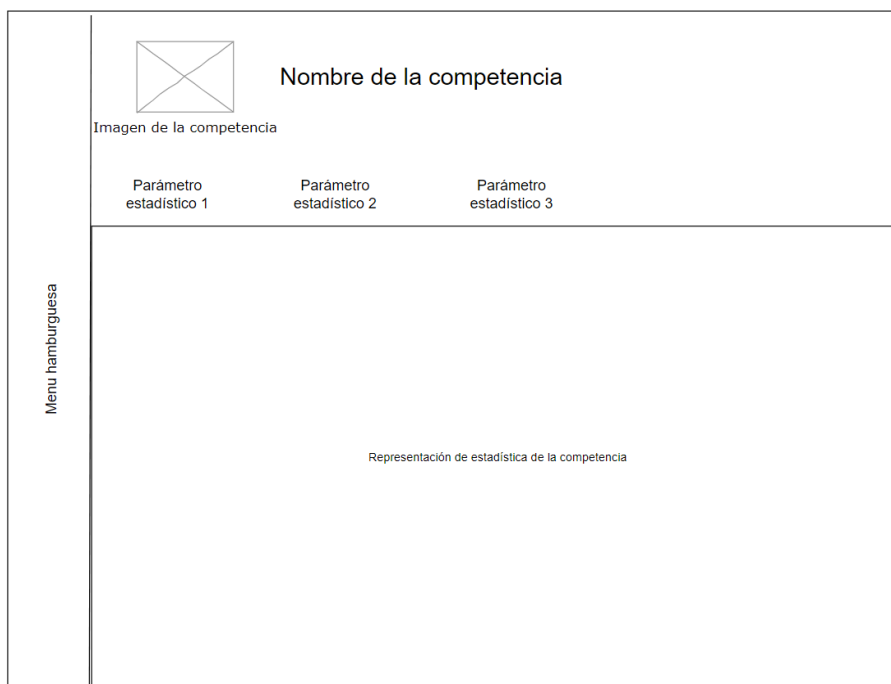 Nombre de la competencia
Imagen de la competencia
Parámetro
estadístico 1
Parámetro
estadístico 2
Parámetro
estadístico 3
Menu hamburguesa
Representación de estadística de la competencia